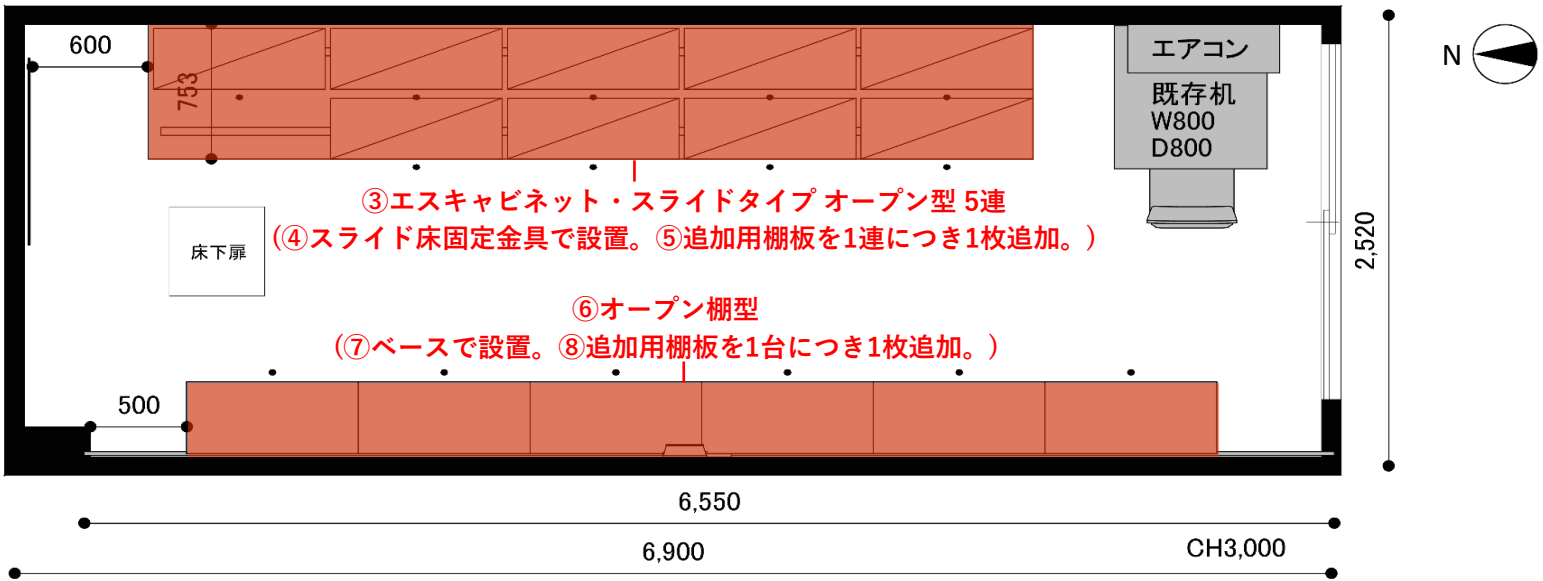 600
753
エアコン
既存机
W800
D800
N
③エスキャビネット・スライドタイプ オープン型 5連
(④スライド床固定金具で設置。⑤追加用棚板を1連につき1枚追加。)
床下扉
2,520
⑥オープン棚型
(⑦ベースで設置。⑧追加用棚板を1台につき1枚追加。)
500
6,550
6,900
CH3,000